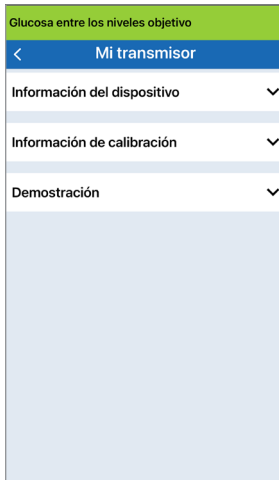 Glucosa entre los niveles objetivo
Mi transmisor
Información del dispositivo
Información de calibración
Demostración